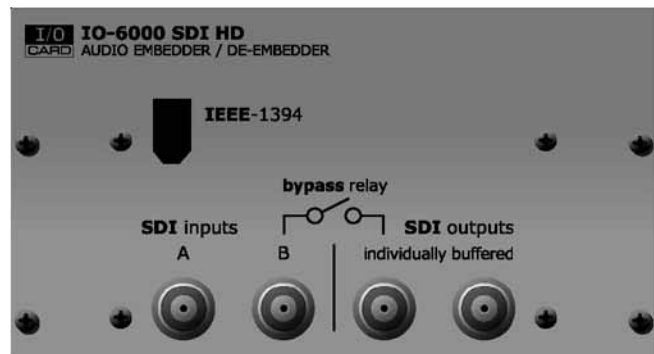 I/O IO-6000 SDI HD
CARD AUDIO EMBEDDER / DE-EMBEDDER
IEEE-1394
bypass relay
SDI inputs
SDI outputs
A
B
individually buffered